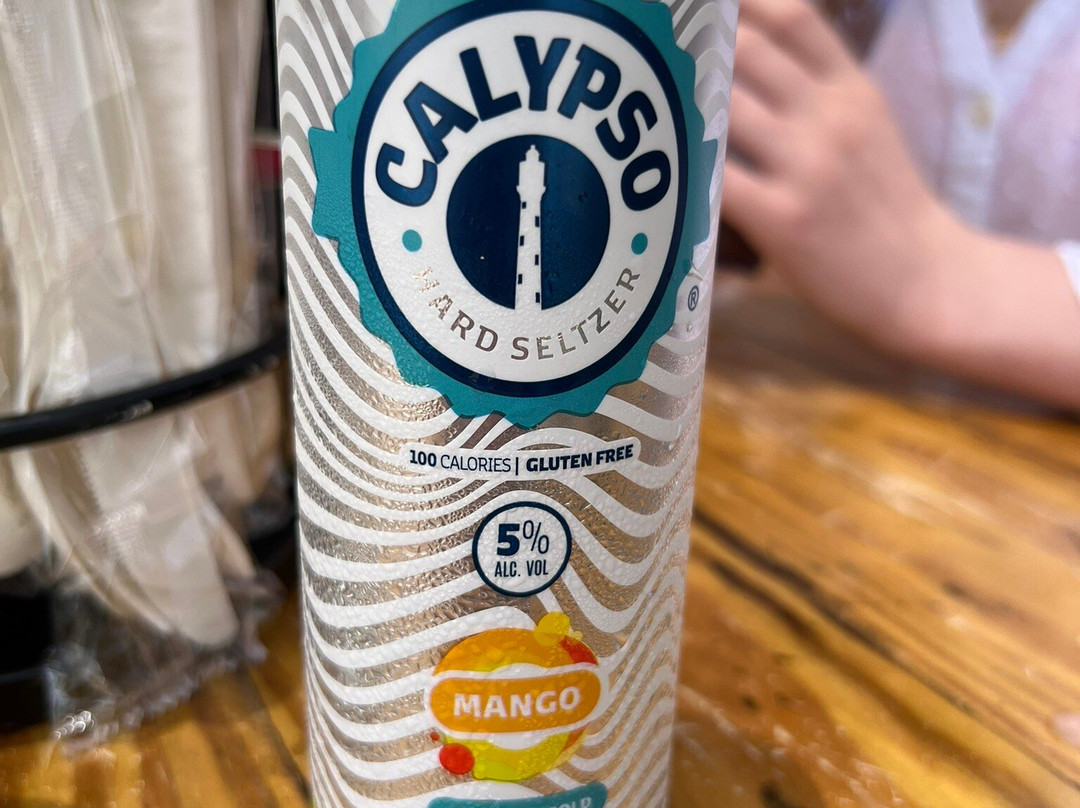 CALYPSO
HARD SELTZER
®
100 CALORIES | GLUTEN FREE
5%
ALC. VOL
MANGO